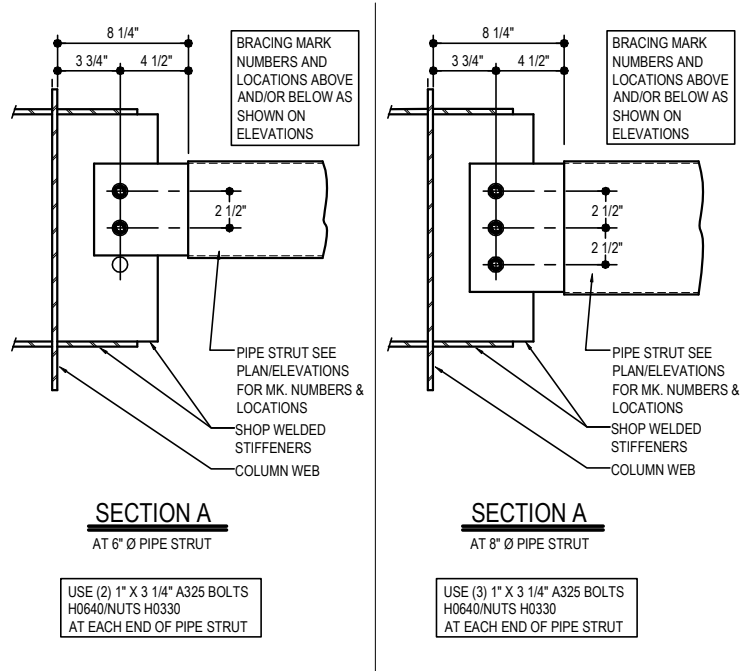 8 1/4"
3 3/4"
4 1/2"
BRACING MARK
NUMBERS AND
LOCATIONS ABOVE
AND/OR BELOW AS
SHOWN ON
ELEVATIONS
2 1/2"
PIPE STRUT SEE
PLAN/ELEVATIONS
FOR MK. NUMBERS &
LOCATIONS
SHOP WELDED
STIFFENERS
COLUMN WEB
SECTION A
AT 6" Ø PIPE STRUT
USE (2) 1" X 3 1/4" A325 BOLTS
H0640/NUTS H0330
AT EACH END OF PIPE STRUT
8 1/4"
3 3/4"
4 1/2"
BRACING MARK
NUMBERS AND
LOCATIONS ABOVE
AND/OR BELOW AS
SHOWN ON
ELEVATIONS
2 1/2"
2 1/2"
PIPE STRUT SEE
PLAN/ELEVATIONS
FOR MK. NUMBERS &
LOCATIONS
SHOP WELDED
STIFFENERS
COLUMN WEB
SECTION A
AT 8" Ø PIPE STRUT
USE (3) 1" X 3 1/4" A325 BOLTS
H0640/NUTS H0330
AT EACH END OF PIPE STRUT